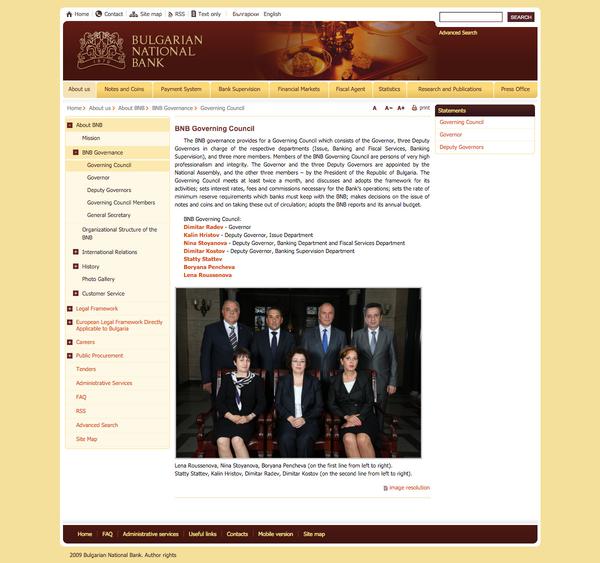 Home Contact Site map RSS Text only Български English
SEARCH
Advanced Search
BULGARIAN
NATIONAL
BANK
1879
About us Notes and Coins Payment System Bank Supervision Financial Markets Fiscal Agent Statistics Research and Publications Press Office
Home > About us > About BNB > BNB Governance > Governing Council
A A- A+ print
About BNB
Mission
BNB Governance
Governing Council
Governor
Deputy Governors
Governing Council Members
General Secretary
Organizational Structure of the
BNB
International Relations
History
Photo Gallery
Customer Service
Legal Framework
European Legal Framework Directly
Applicable to Bulgaria
Careers
Public Procurement
Tenders
Administrative Services
FAQ
RSS
Advanced Search
Site Map
BNB Governing Council
The BNB governance provides for a Governing Council which consists of the Governor, three Deputy
Governors in charge of the respective departments (Issue, Banking and Fiscal Services, Banking
Supervision), and three more members. Members of the BNB Governing Council are persons of very high
professionalism and integrity. The Governor and the three Deputy Governors are appointed by the
National Assembly, and the other three members – by the President of the Republic of Bulgaria. The
Governing Council meets at least twice a month, and discusses and adopts the framework for its
activities; sets interest rates, fees and commissions necessary for the Bank's operations; sets the rate of
minimum reserve requirements which banks must keep with the BNB; makes decisions on the issue of
notes and coins and on taking these out of circulation; adopts the BNB reports and its annual budget.
BNB Governing Council:
Dimitar Radev - Governor
Kalin Hristov - Deputy Governor, Issue Department
Nina Stoyanova - Deputy Governor, Banking Department and Fiscal Services Department
Dimitar Kostov - Deputy Governor, Banking Supervision Department
Statty Stattev
Boryana Pencheva
Lena Roussenova
Lena Roussenova, Nina Stoyanova, Boryana Pencheva (on the first line from left to right).
Statty Stattev, Kalin Hristov, Dimitar Radev, Dimitar Kostov (on the second line from left to right).
image resolution
Statements
Governing Council
Governor
Deputy Governors
Home FAQ Administrative services Useful links Contacts Mobile version Site map
2009 Bulgarian National Bank. Author rights